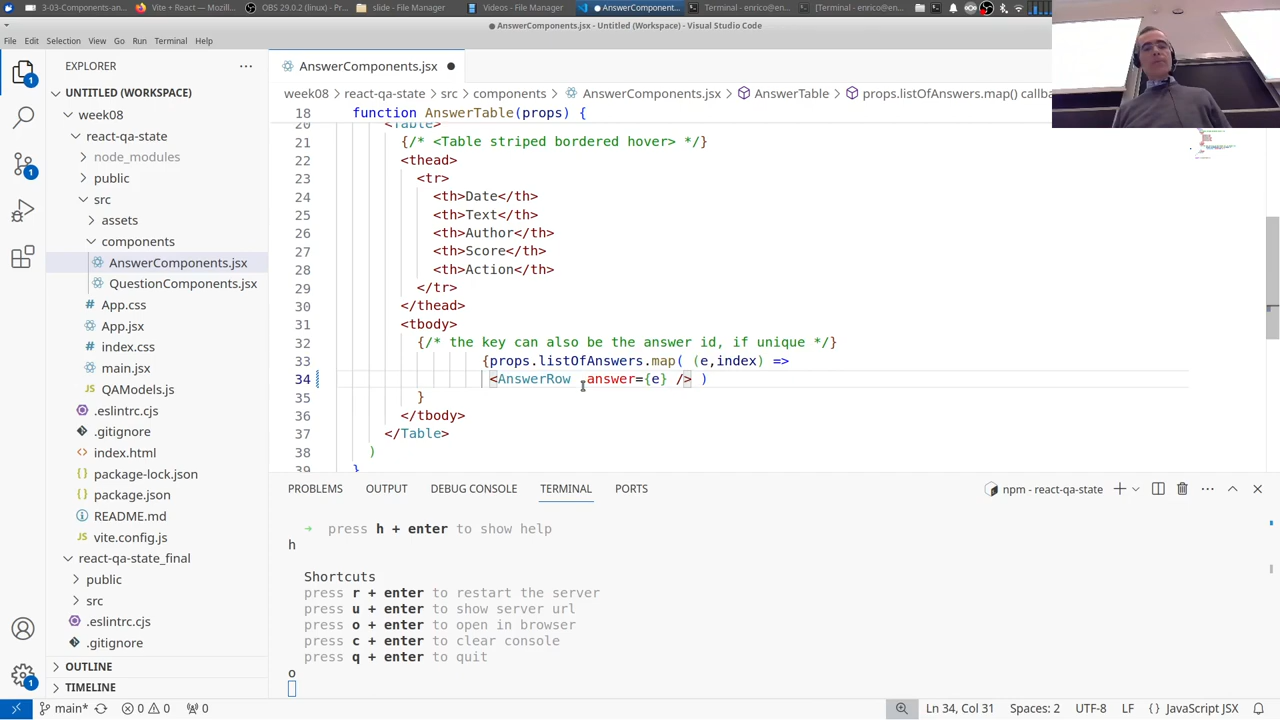 3-03-Components-an...
Vite + React — Mozill...
OBS 29.0.2 (linux) - ...
slide - File Manager
Videos - File Manager
AnswerComponent...
Terminal - enrico@e...
[Terminal - enrico@...
AnswerComponents.jsx - Untitled (Workspace) - Visual Studio Code
File Edit Selection View Go Run Terminal Help
EXPLORER
UNTITLED (WORKSPACE)
week08
react-qa-state
node_modules
public
src
assets
components
AnswerComponents.jsx
QuestionComponents.jsx
App.css
App.jsx
index.css
main.jsx
QAModels.js
.eslintrc.cjs
.gitignore
index.html
package-lock.json
package.json
README.md
vite.config.js
react-qa-state_final
public
src
.eslintrc.cjs
.gitignore
OUTLINE
TIMELINE
AnswerComponents.jsx
week08 > react-qa-state > src > components > AnswerComponents.jsx > AnswerTable > props.listOfAnswers.map() callba
18 function AnswerTable(props) {
20 <Table>
21 {/* <Table striped bordered hover> */}
22 <thead>
23 <tr>
24 <th>Date</th>
25 <th>Text</th>
26 <th>Author</th>
27 <th>Score</th>
28 <th>Action</th>
29 </tr>
30 </thead>
31 <tbody>
32 {/* the key can also be the answer id, if unique */}
33 {props.listOfAnswers.map( (e,index) =>
34 <AnswerRow  answer={e} /> )
35 }
36 </tbody>
37 </Table>
38 )
39 }
PROBLEMS OUTPUT DEBUG CONSOLE TERMINAL PORTS
npm - react-qa-state
➜ press h + enter to show help
h
Shortcuts
press r + enter to restart the server
press u + enter to show server url
press o + enter to open in browser
press c + enter to clear console
press q + enter to quit
o
main* 0 0 0 Ln 34, Col 31 Spaces: 2 UTF-8 LF { } JavaScript JSX